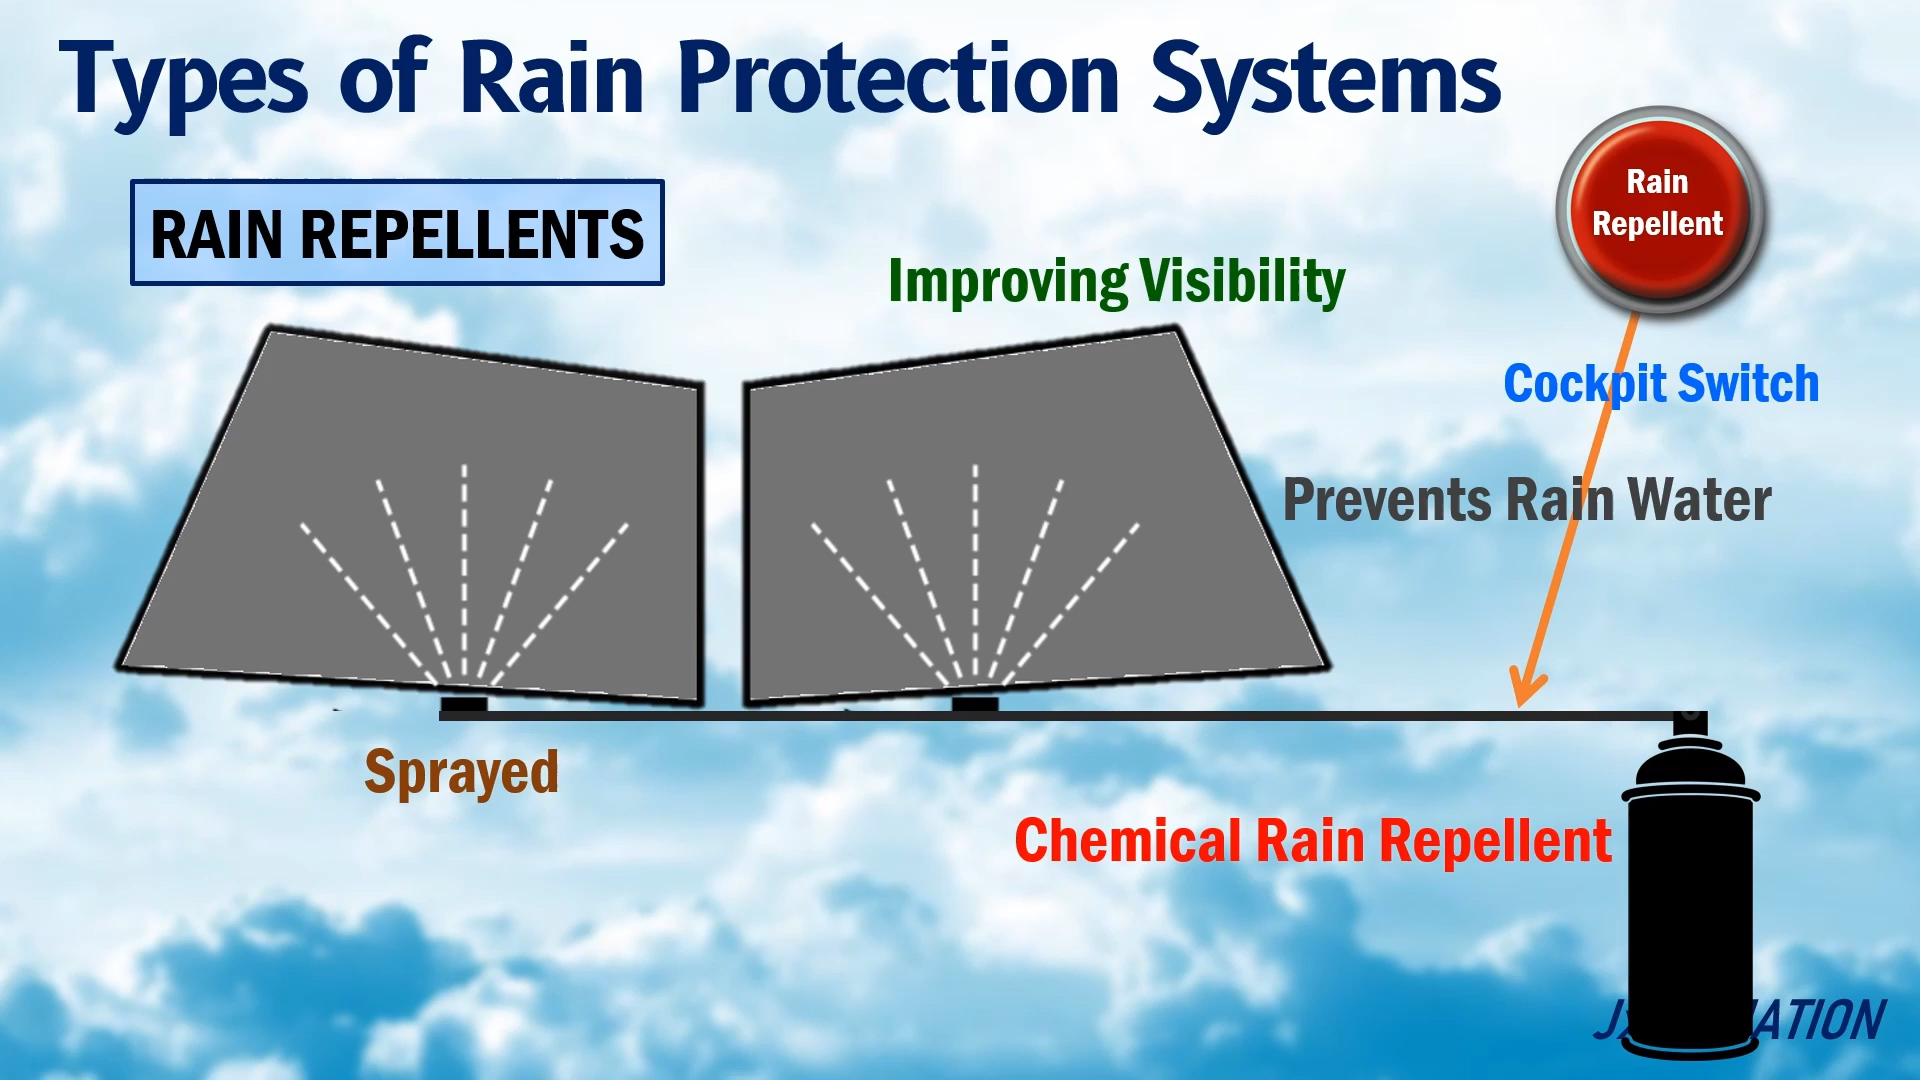 Types of Rain Protection Systems
RAIN REPELLENTS
Rain
Repellent
Improving Visibility
Cockpit Switch
Prevents Rain Water
Sprayed
Chemical Rain Repellent